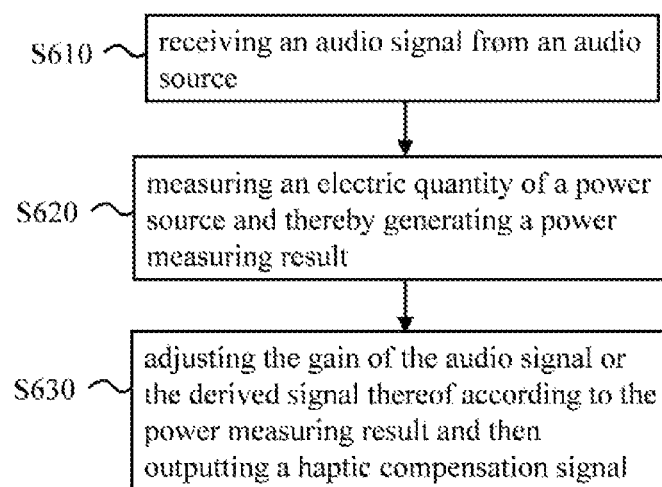 S610
receiving an audio signal from an audio
source
S620
measuring an electric quantity of a power
source and thereby generating a power
measuring result
S630
adjusting the gain of the audio signal or
the derived signal thereof according to the
power measuring result and then
outputting a haptic compensation signal